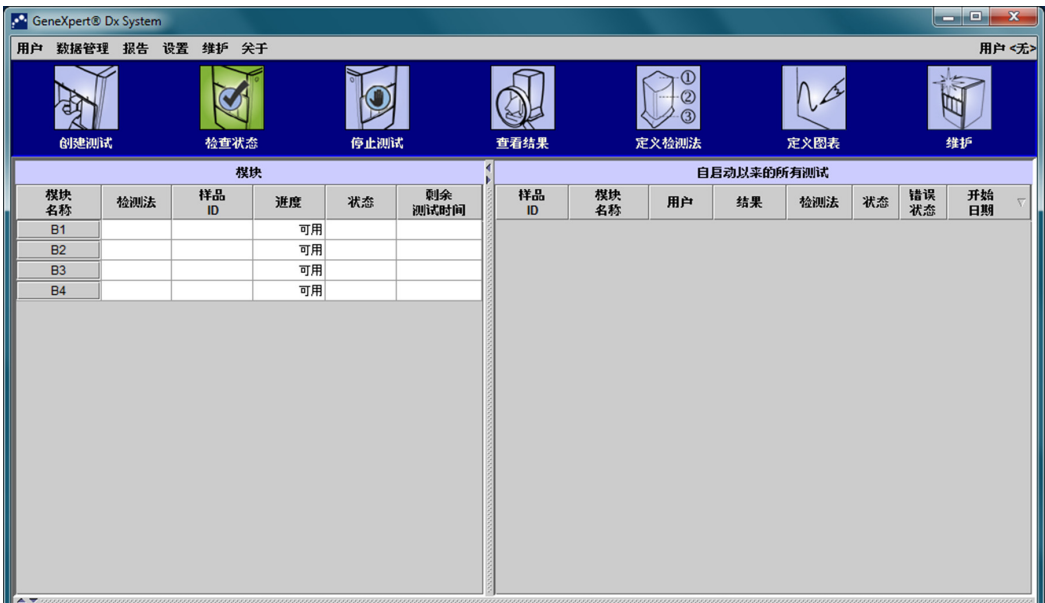 GeneXpert® Dx System
用户 数据管理 报告 设置 维护 关于 用户 <无>
创建测试 检查状态 停止测试 查看结果 定义检测法 定义图表 维护
① ② ③
模块 自启动以来的所有测试
模块名称 检测法 样品ID 进度 状态 剩余测试时间 样品ID 模块名称 用户 结果 检测法 状态 错误状态 开始日期
B1 可用
B2 可用
B3 可用
B4 可用